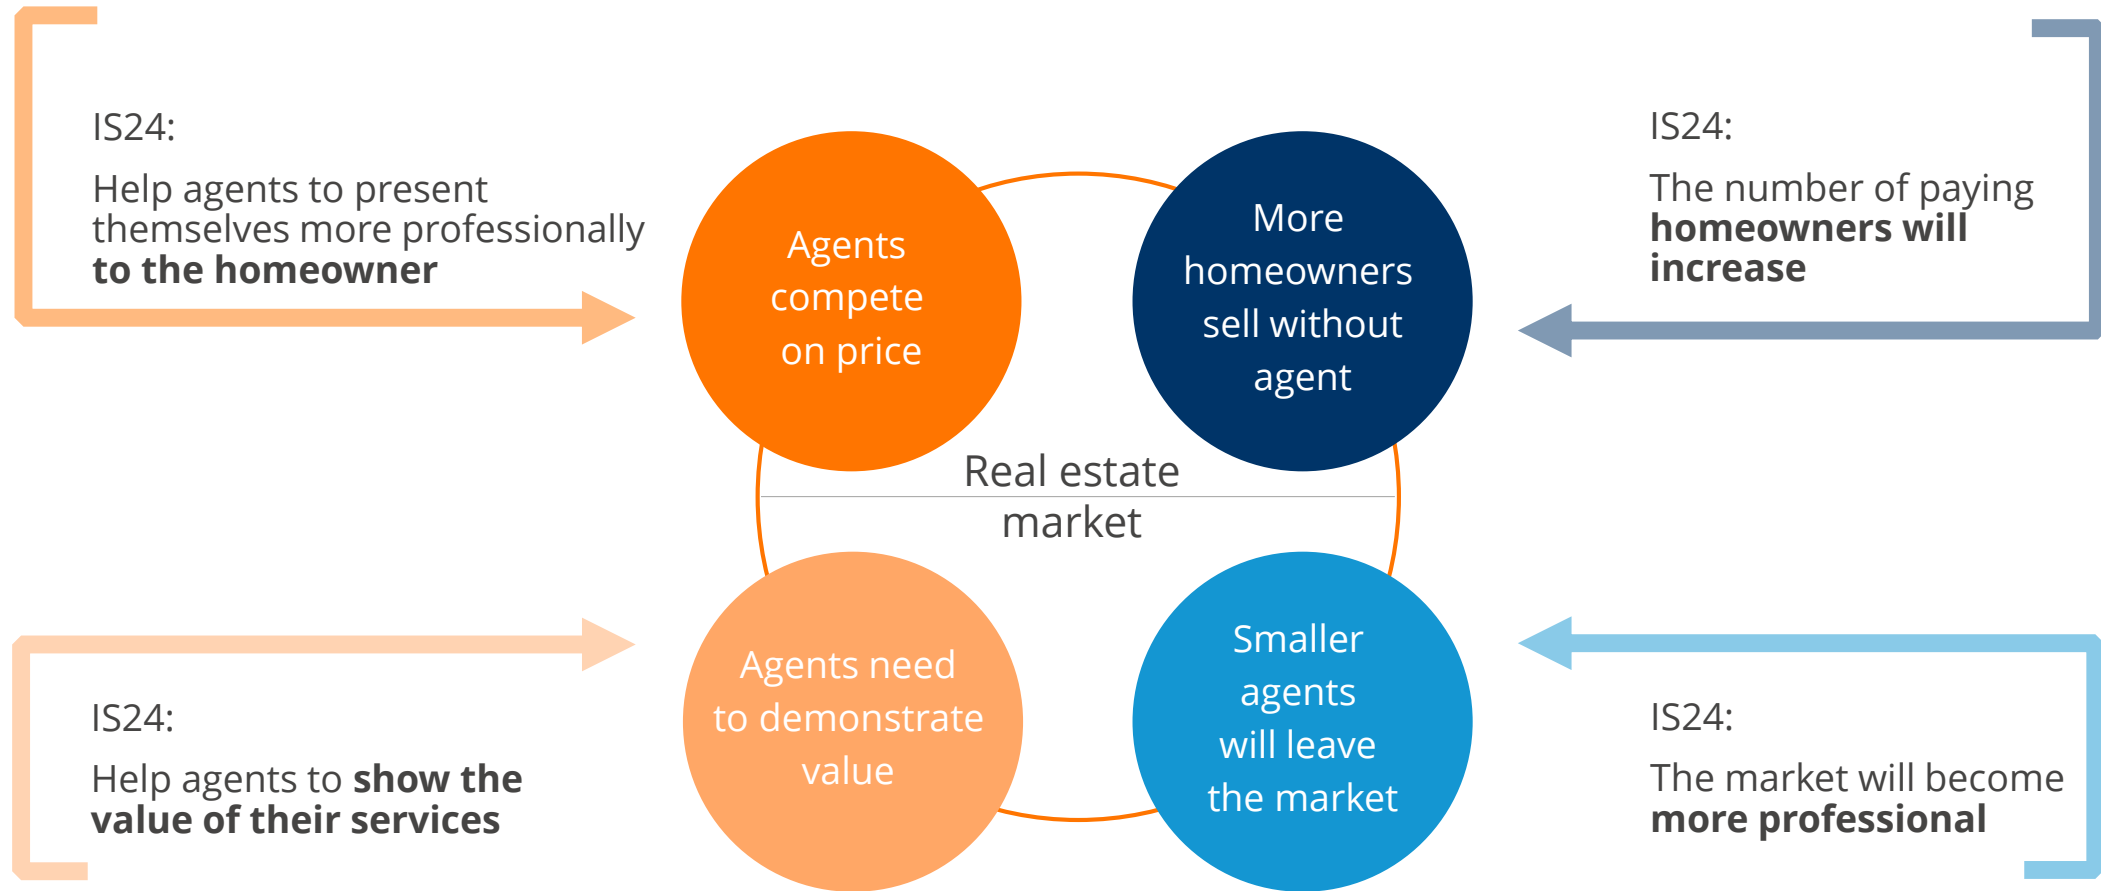 IS24:
Help agents to present
themselves more professionally
to the homeowner
Agents
compete
on price
More
homeowners
sell without
agent
IS24:
The number of paying
homeowners will
increase
Real estate
market
IS24:
Help agents to show the
value of their services
Agents need
to demonstrate
value
Smaller
agents
will leave
the market
IS24:
The market will become
more professional